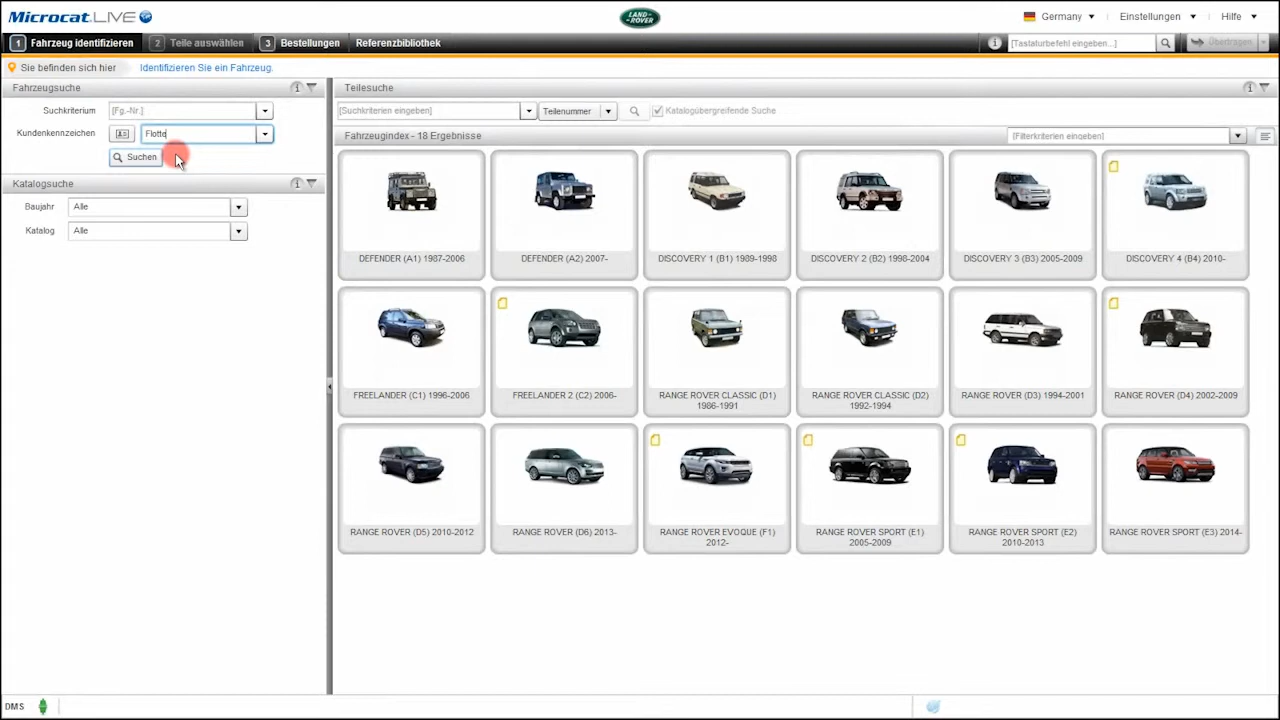 Microcat.LIVE
LAND-ROVER
Germany
Einstellungen
Hilfe
1 Fahrzeug identifizieren
2 Teile auswählen
3 Bestellungen
Referenzbibliothek
[Tastaturbefehl eingeben...]
Übertragen
Sie befinden sich hier
Identifizieren Sie ein Fahrzeug.
Fahrzeugsuche
Suchkriterium [Fg.-Nr.]
Kundenkennzeichen Flotte
Suchen
Katalogsuche
Baujahr Alle
Katalog Alle
Teilesuche
[Suchkriterien eingeben]
Teilenummer
Katalogübergreifende Suche
Fahrzeugindex - 18 Ergebnisse
[Filterkriterien eingeben]
DEFENDER (A1) 1987-2006
DEFENDER (A2) 2007-
DISCOVERY 1 (B1) 1989-1998
DISCOVERY 2 (B2) 1998-2004
DISCOVERY 3 (B3) 2005-2009
DISCOVERY 4 (B4) 2010-
FREELANDER (C1) 1996-2006
FREELANDER 2 (C2) 2006-
RANGE ROVER CLASSIC (D1)
1986-1991
RANGE ROVER CLASSIC (D2)
1992-1994
RANGE ROVER (D3) 1994-2001
RANGE ROVER (D4) 2002-2009
RANGE ROVER (D5) 2010-2012
RANGE ROVER (D6) 2013-
RANGE ROVER EVOQUE (F1)
2012-
RANGE ROVER SPORT (E1)
2005-2009
RANGE ROVER SPORT (E2)
2010-2013
RANGE ROVER SPORT (E3) 2014-
DMS